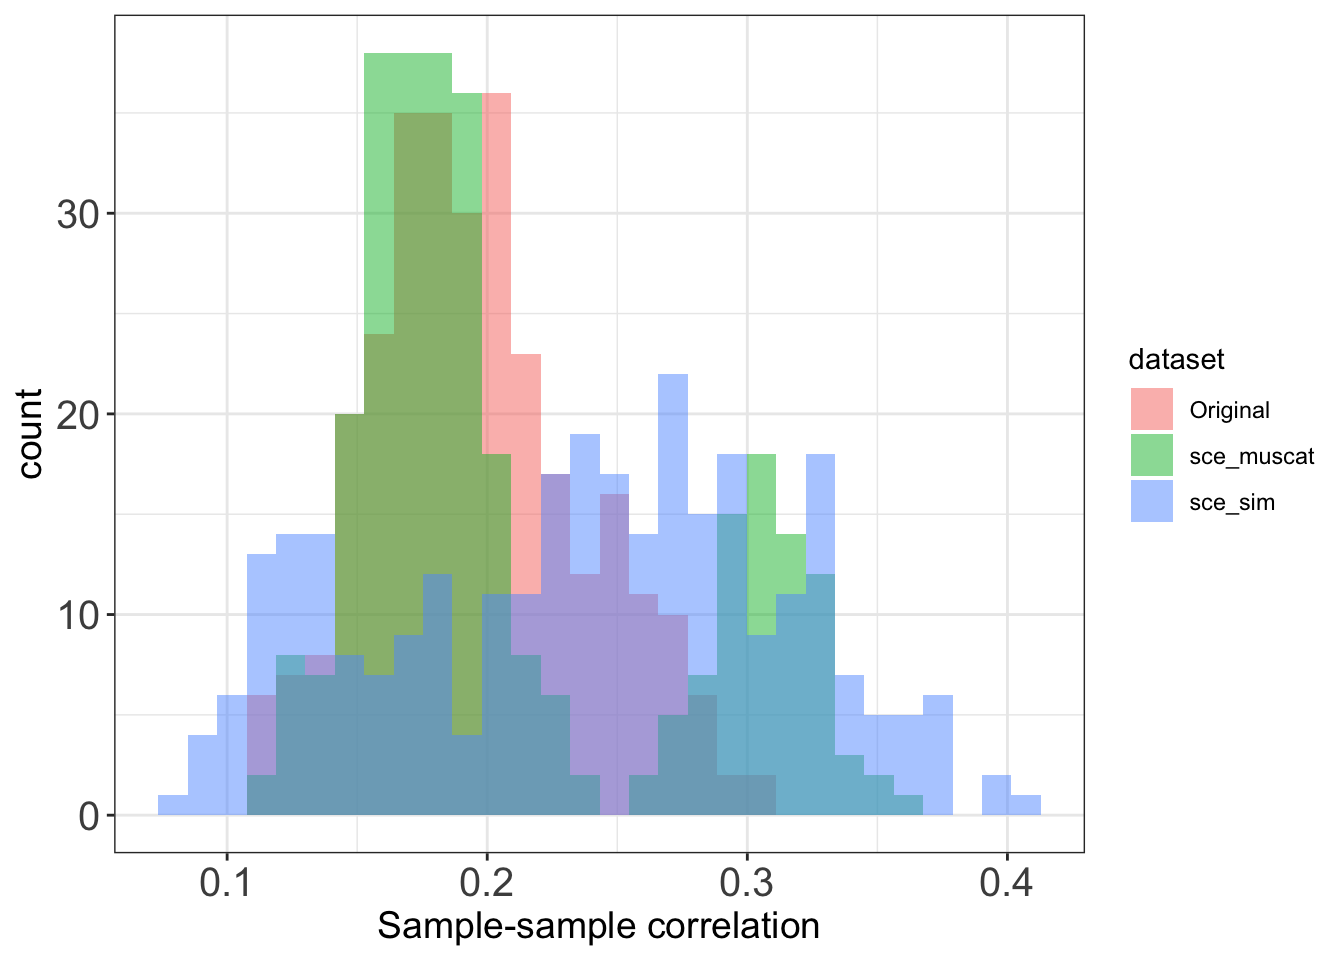 count
30
20
10
0
0.1 0.2 0.3 0.4
Sample-sample correlation
dataset
Original
sce_muscat
sce_sim